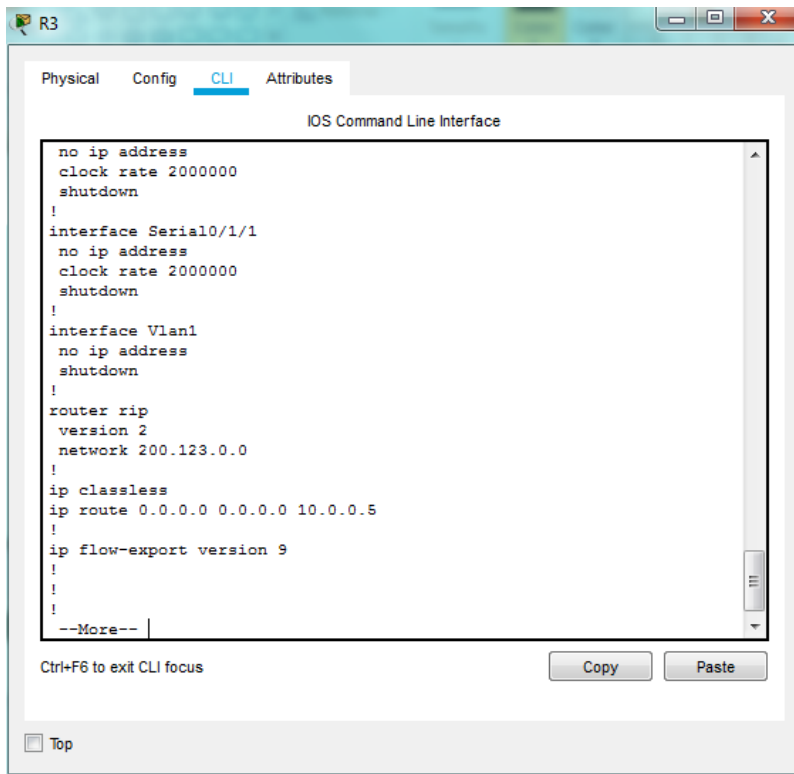 R3
Physical Config CLI Attributes
IOS Command Line Interface
no ip address
clock rate 2000000
shutdown
!
interface Serial0/1/1
no ip address
clock rate 2000000
shutdown
!
interface Vlan1
no ip address
shutdown
!
router rip
version 2
network 200.123.0.0
!
ip classless
ip route 0.0.0.0 0.0.0.0 10.0.0.5
!
ip flow-export version 9
!
!
!
--More--
Ctrl+F6 to exit CLI focus
Copy Paste
Top